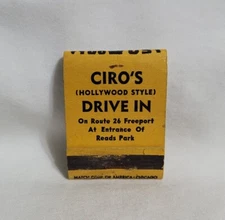 CIRO'S
(HOLLYWOOD STYLE)
DRIVE IN
On Route 26 Freeport
At Entrance Of
Reads Park